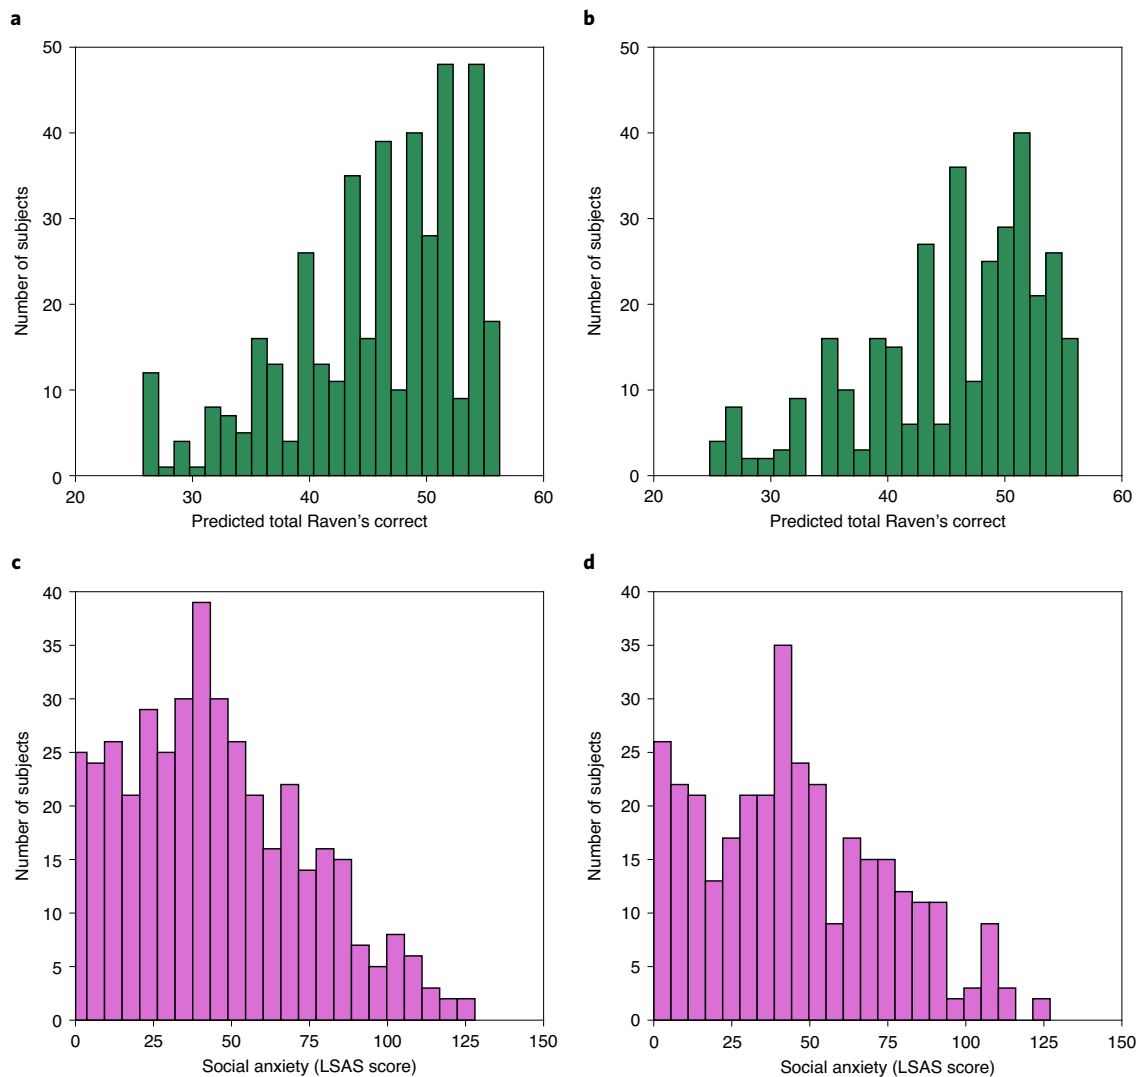 a
50
40
30
20
10
0
Number of subjects
20 30 40 50 60
Predicted total Raven’s correct
b
50
40
30
20
10
0
Number of subjects
20 30 40 50 60
Predicted total Raven’s correct
c
40
35
30
25
20
15
10
5
0
Number of subjects
0 25 50 75 100 125 150
Social anxiety (LSAS score)
d
40
35
30
25
20
15
10
5
0
Number of subjects
0 25 50 75 100 125 150
Social anxiety (LSAS score)